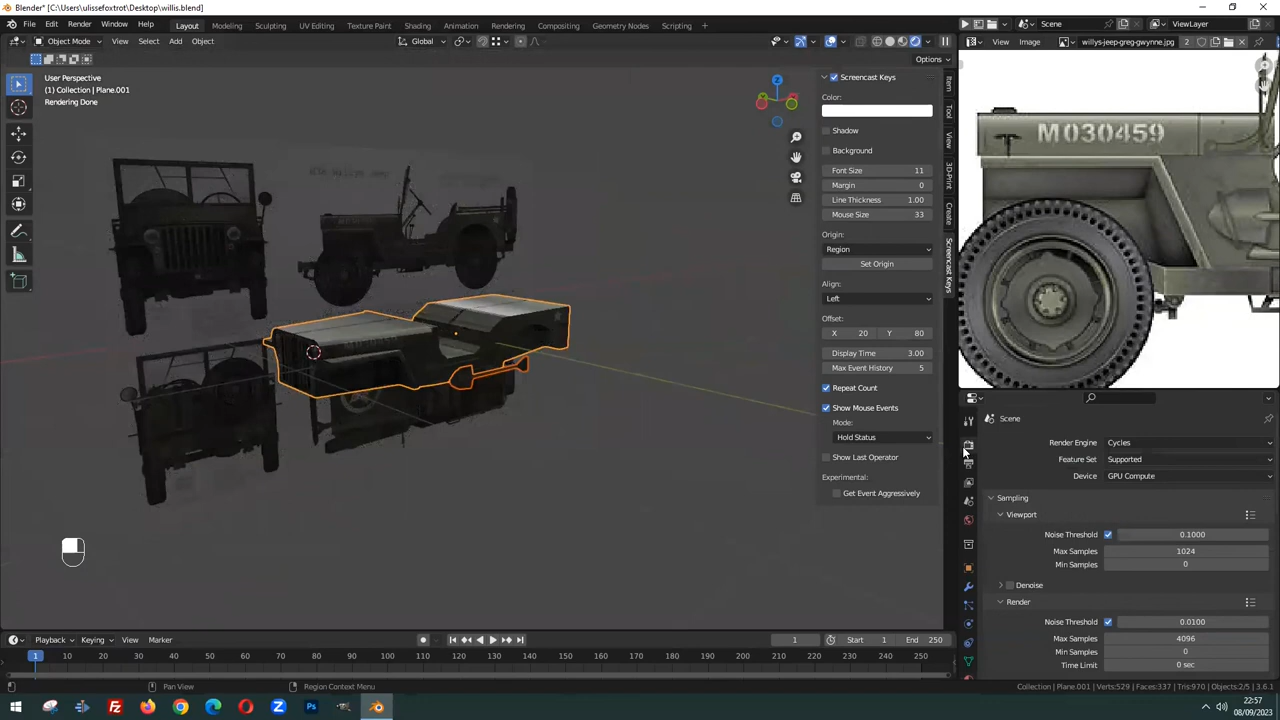 Blender* [C:\Users\ulissefoxtrot\Desktop\willis.blend]
File Edit Render Window Help Layout Modeling Sculpting UV Editing Texture Paint Shading Animation Rendering Compositing Geometry Nodes Scripting Scene ViewLayer
Object Mode View Select Add Object Global View Image willys-jeep-greg-gwynne.jpg 2
Options
User Perspective
(1) Collection | Plane.001
Rendering Done
Z
Item
Tool
View
3D-Print
Create
Screencast Keys
Screencast Keys
Color:
Shadow
Background
Font Size 11
Margin 0
Line Thickness 1.00
Mouse Size 33
Origin:
Region
Set Origin
Align:
Left
Offset:
X 20 Y 80
Display Time 3.00
Max Event History 5
Repeat Count
Show Mouse Events
Mode:
Hold Status
Show Last Operator
Experimental:
Get Event Aggressively
M030459
Scene
Render Engine Cycles
Feature Set Supported
Device GPU Compute
Sampling
Viewport
Noise Threshold 0.1000
Max Samples 1024
Min Samples 0
Denoise
Render
Noise Threshold 0.0100
Max Samples 4096
Min Samples 0
Time Limit 0 sec
Playback Keying View Marker 1 Start 1 End 250
1 10 20 30 40 50 60 70 80 90 100 110 120 130 140 150 160 170 180 190 200 210 220 230 240 250
Pan View Region Context Menu Collection | Plane.001 | Verts:529 | Faces:337 | Tris:970 | Objects:2/5 | 3.6.1
22:57
08/09/2023